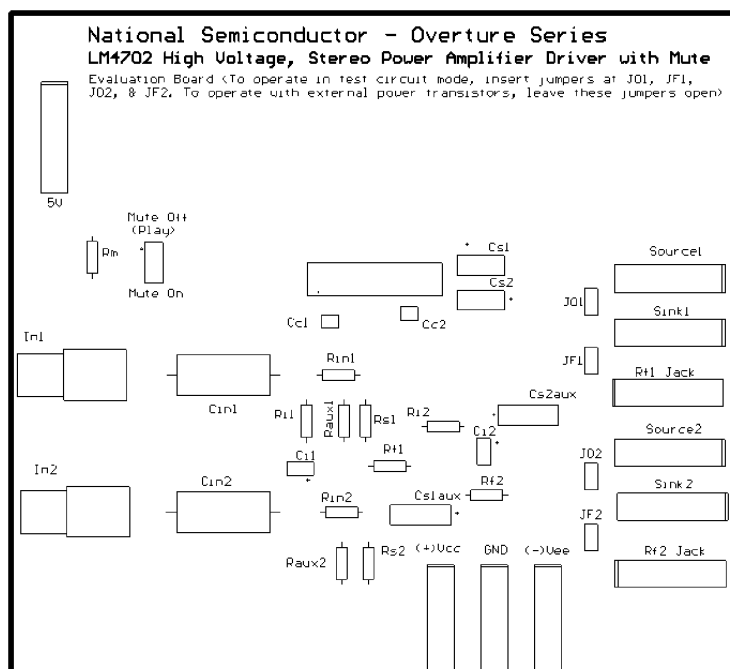 National Semiconductor - Overture Series
LM4702 High Voltage, Stereo Power Amplifier Driver with Mute
Evaluation Board (To operate in test circuit mode, insert jumpers at JO1, JF1,
JO2, & JF2. To operate with external power transistors, leave these jumpers open)
5V
Mute Off
(Play)
Rm
Mute On
Cs1
Cs2
Source1
JO1
Sink1
Cc1
Cc2
In1
Rin1
JF1
Rf1 Jack
Cin1
Ri1
Raux1
Rs1
Ri2
Cs2aux
Source2
Ci2
Ci1
Rf1
JO2
In2
Cin2
Rin2
Cs1aux
Rf2
Sink2
JF2
Raux2
Rs2
(+)Vcc
GND
(-)Vee
Rf2 Jack